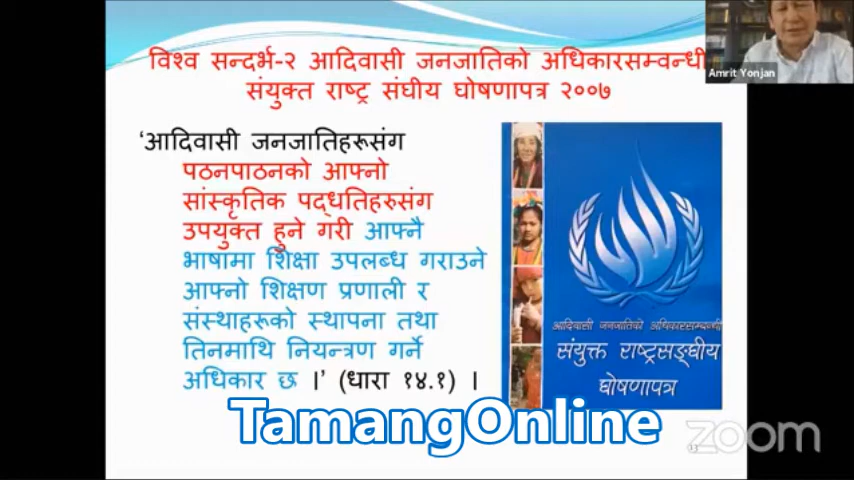 विश्व सन्दर्भ-२ आदिवासी जनजातिको अधिकारसम्वन्धी
संयुक्त राष्ट्र संघीय घोषणापत्र २००७
Amrit Yonjan
‘आदिवासी जनजातिहरूसंग
पठनपाठनको आफ्नो
सांस्कृतिक पद्धतिहरुसंग
उपयुक्त हुने गरी आफ्नै
भाषामा शिक्षा उपलब्ध गराउने
आफ्नो शिक्षण प्रणाली र
संस्थाहरूको स्थापना तथा
तिनमाथि नियन्त्रण गर्ने
अधिकार छ ।’ (धारा १४.१) ।
आदिवासी जनजातिको अधिकारसम्बन्धी
संयुक्त राष्ट्रसङ्घीय
घोषणापत्र
TamangOnline
zoom